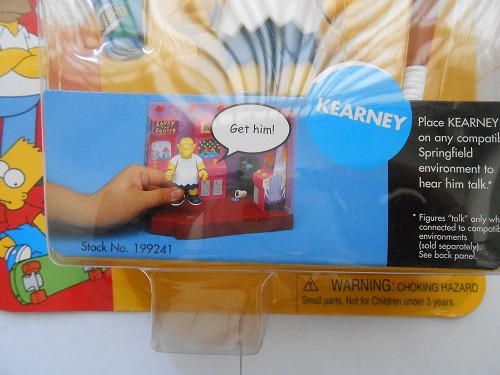 KEARNEY
Get him!
Place KEARNEY
on any compatib
Springfield
environment to
hear him talk.*
* Figures "talk" only wh
connected to compatib
environments
(sold separately).
See back panel.
Stock No. 199241
WARNING: CHOKING HAZARD
Small parts. Not for Children under 3 years.